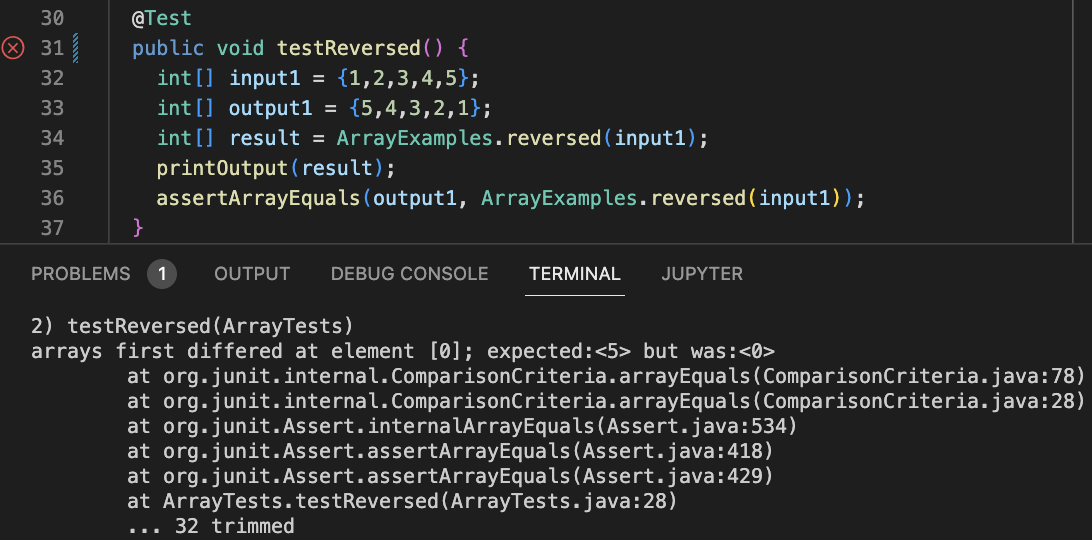 30 @Test
31 public void testReversed() {
32 int[] input1 = {1,2,3,4,5};
33 int[] output1 = {5,4,3,2,1};
34 int[] result = ArrayExamples.reversed(input1);
35 printOutput(result);
36 assertArrayEquals(output1, ArrayExamples.reversed(input1));
37 }
PROBLEMS 1 OUTPUT DEBUG CONSOLE TERMINAL JUPYTER
2) testReversed(ArrayTests)
arrays first differed at element [0]; expected:<5> but was:<0>
at org.junit.internal.ComparisonCriteria.arrayEquals(ComparisonCriteria.java:78)
at org.junit.internal.ComparisonCriteria.arrayEquals(ComparisonCriteria.java:28)
at org.junit.Assert.internalArrayEquals(Assert.java:534)
at org.junit.Assert.assertArrayEquals(Assert.java:418)
at org.junit.Assert.assertArrayEquals(Assert.java:429)
at ArrayTests.testReversed(ArrayTests.java:28)
... 32 trimmed